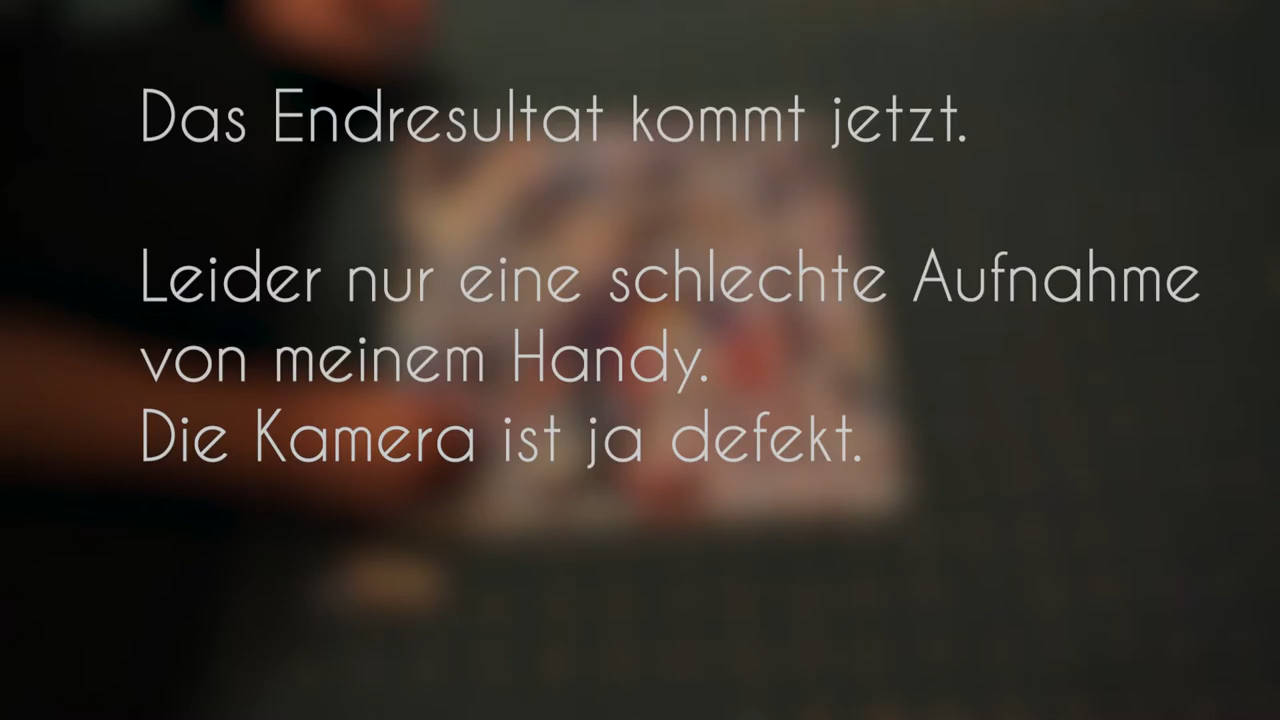 Das Endresultat kommt jetzt.
Leider nur eine schlechte Aufnahme
von meinem Handy.
Die Kamera ist ja defekt.